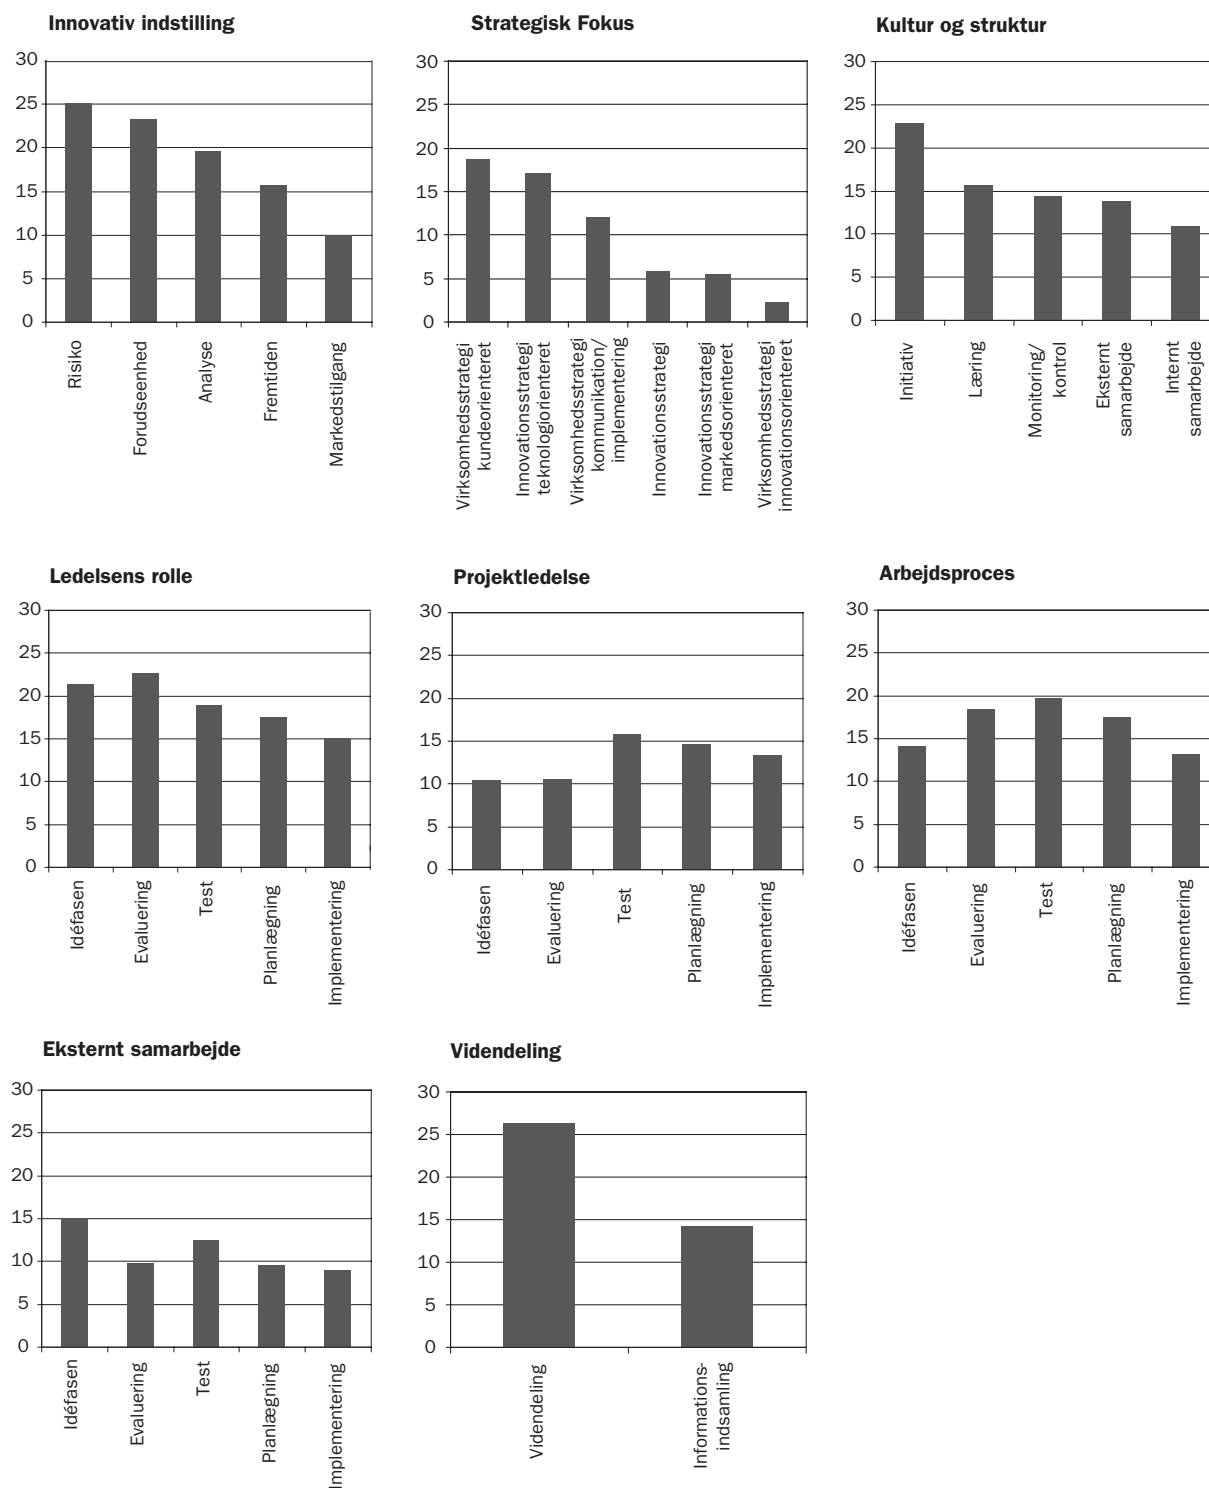 Innovativ indstilling
30
25
20
15
10
5
0
Risiko
Forudseenhed
Analyse
Fremtiden
Markedstilgang
Strategisk Fokus
30
25
20
15
10
5
0
Virksomhedsstrategi
kundeorienteret
Innovationsstrategi
teknologiorienteret
Virksomhedsstrategi
kommunikation/
implementering
Innovationsstrategi
Innovationsstrategi
markedsorienteret
Virksomhedsstrategi
innovationsorienteret
Kultur og struktur
30
25
20
15
10
5
0
Initiativ
Læring
Monitoring/
kontrol
Eksternt
samarbejde
Internt
samarbejde
Ledelsens rolle
30
25
20
15
10
5
0
Idéfasen
Evaluering
Test
Planlægning
Implementering
Projektledelse
30
25
20
15
10
5
0
Idéfasen
Evaluering
Test
Planlægning
Implementering
Arbejdsproces
30
25
20
15
10
5
0
Idéfasen
Evaluering
Test
Planlægning
Implementering
Eksternt samarbejde
30
25
20
15
10
5
0
Idéfasen
Evaluering
Test
Planlægning
Implementering
Videndeling
30
25
20
15
10
5
0
Videndeling
Informations-
indsamling